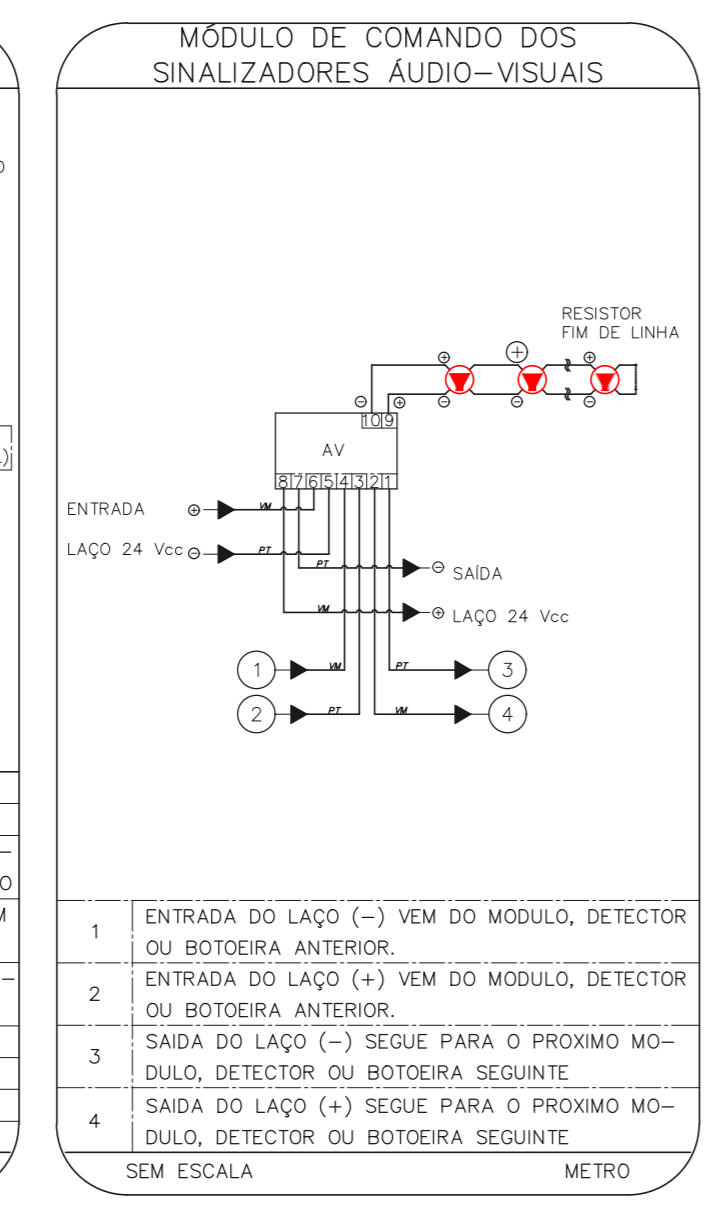 MÓDULO DE COMANDO DOS
SINALIZADORES ÁUDIO-VISUAIS
RESISTOR
FIM DE LINHA
+ + +
- + - - -
10 9
AV
8 7 6 5 4 3 2 1
ENTRADA + VM
LAÇO 24 Vcc - PT
PT - SAÍDA
VM + LAÇO 24 Vcc
1 VM PT 3
2 PT VM 4
1 ENTRADA DO LAÇO (-) VEM DO MODULO, DETECTOR
OU BOTOEIRA ANTERIOR.
2 ENTRADA DO LAÇO (+) VEM DO MODULO, DETECTOR
OU BOTOEIRA ANTERIOR.
3 SAIDA DO LAÇO (-) SEGUE PARA O PROXIMO MO-
DULO, DETECTOR OU BOTOEIRA SEGUINTE
4 SAIDA DO LAÇO (+) SEGUE PARA O PROXIMO MO-
DULO, DETECTOR OU BOTOEIRA SEGUINTE
SEM ESCALA METRO